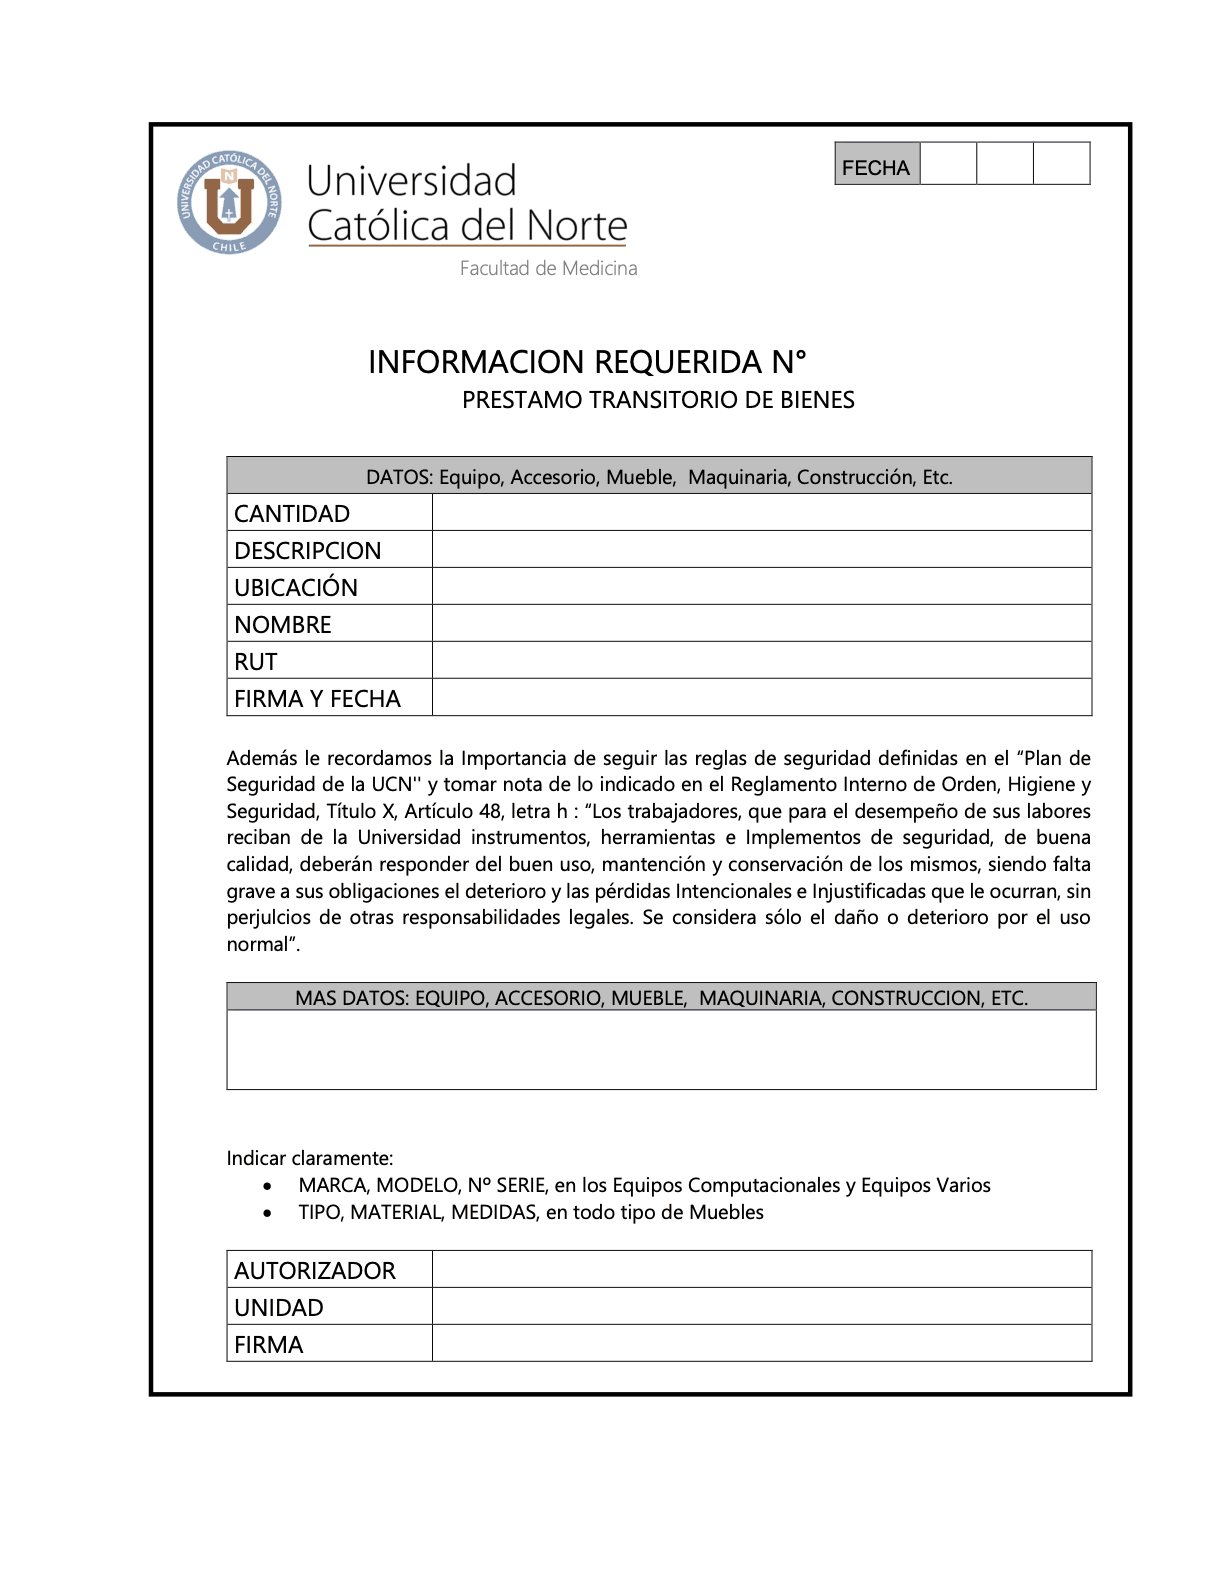 UNIVERSIDAD CATÓLICA DEL NORTE
N
CHILE
Universidad
Católica del Norte
Facultad de Medicina
FECHA
INFORMACION REQUERIDA N°
PRESTAMO TRANSITORIO DE BIENES
DATOS: Equipo, Accesorio, Mueble, Maquinaria, Construcción, Etc.
CANTIDAD
DESCRIPCION
UBICACIÓN
NOMBRE
RUT
FIRMA Y FECHA
Además le recordamos la Importancia de seguir las reglas de seguridad definidas en el “Plan de
Seguridad de la UCN'' y tomar nota de lo indicado en el Reglamento Interno de Orden, Higiene y
Seguridad, Título X, Artículo 48, letra h : “Los trabajadores, que para el desempeño de sus labores
reciban de la Universidad instrumentos, herramientas e Implementos de seguridad, de buena
calidad, deberán responder del buen uso, mantención y conservación de los mismos, siendo falta
grave a sus obligaciones el deterioro y las pérdidas Intencionales e Injustificadas que le ocurran, sin
perjulcios de otras responsabilidades legales. Se considera sólo el daño o deterioro por el uso
normal”.
MAS DATOS: EQUIPO, ACCESORIO, MUEBLE, MAQUINARIA, CONSTRUCCION, ETC.
Indicar claramente:
• MARCA, MODELO, Nº SERIE, en los Equipos Computacionales y Equipos Varios
• TIPO, MATERIAL, MEDIDAS, en todo tipo de Muebles
AUTORIZADOR
UNIDAD
FIRMA